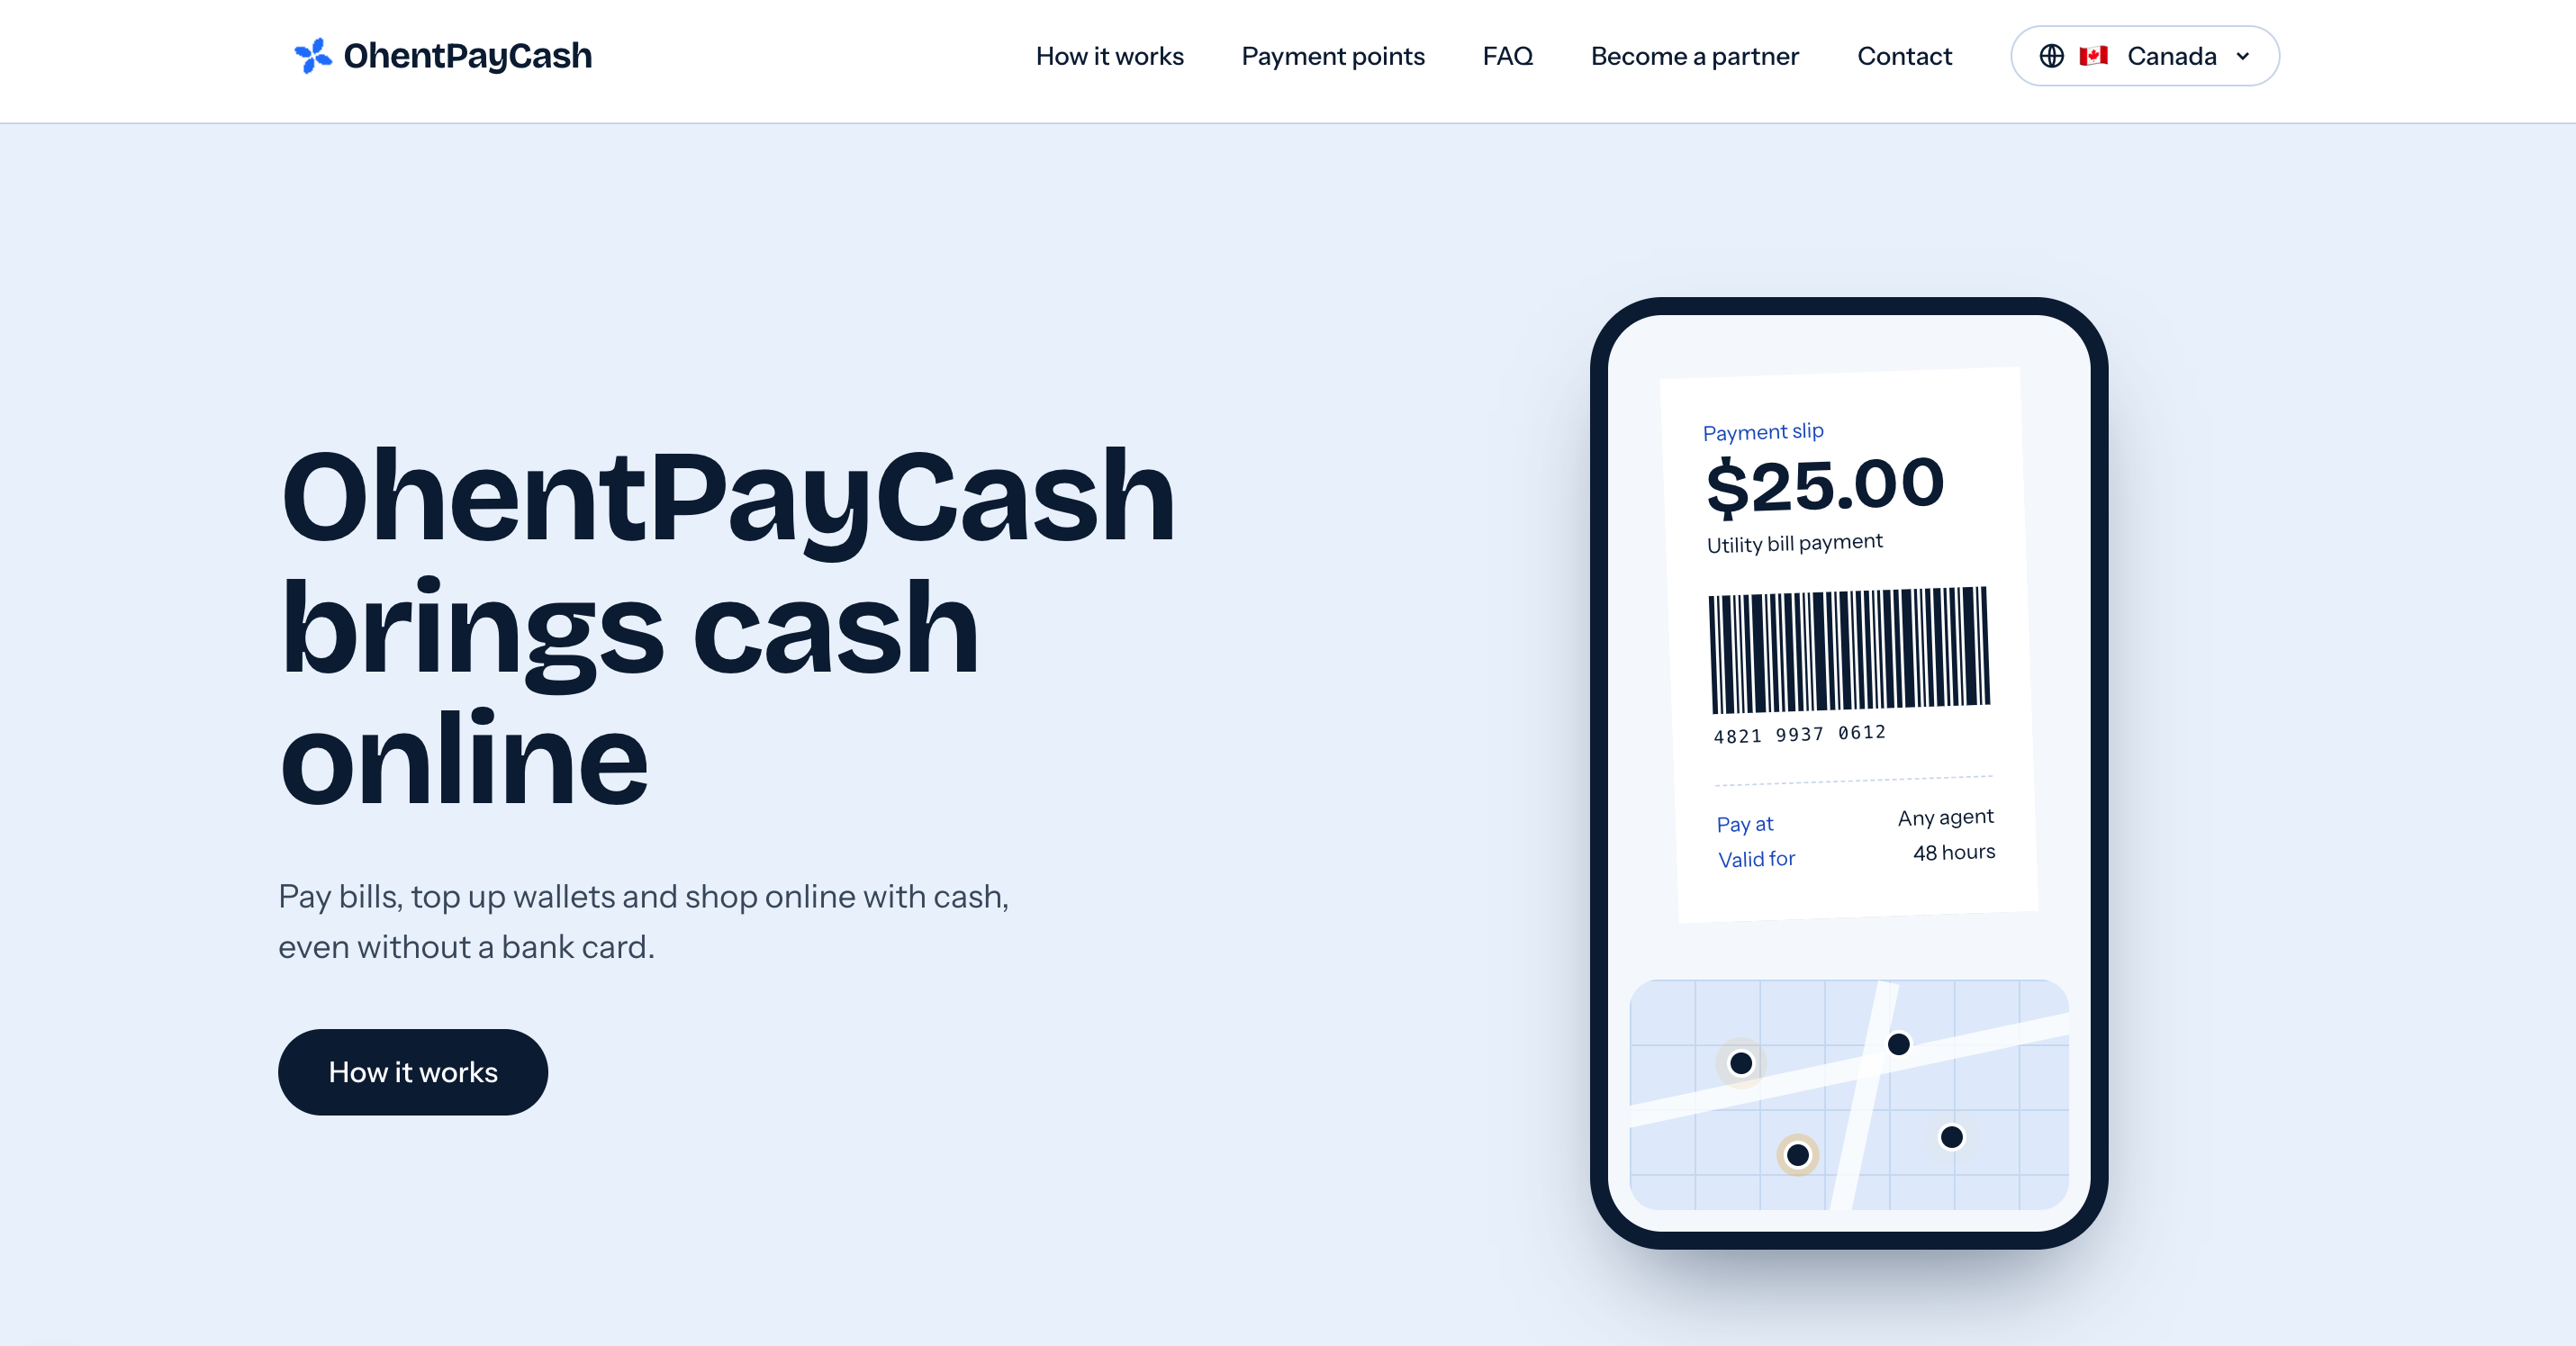 OhentPayCash
How it works
Payment points
FAQ
Become a partner
Contact
Canada
OhentPayCash
brings cash
online
Pay bills, top up wallets and shop online with cash,
even without a bank card.
How it works
Payment slip
$25.00
Utility bill payment
4821 9937 0612
Pay at Any agent
Valid for 48 hours